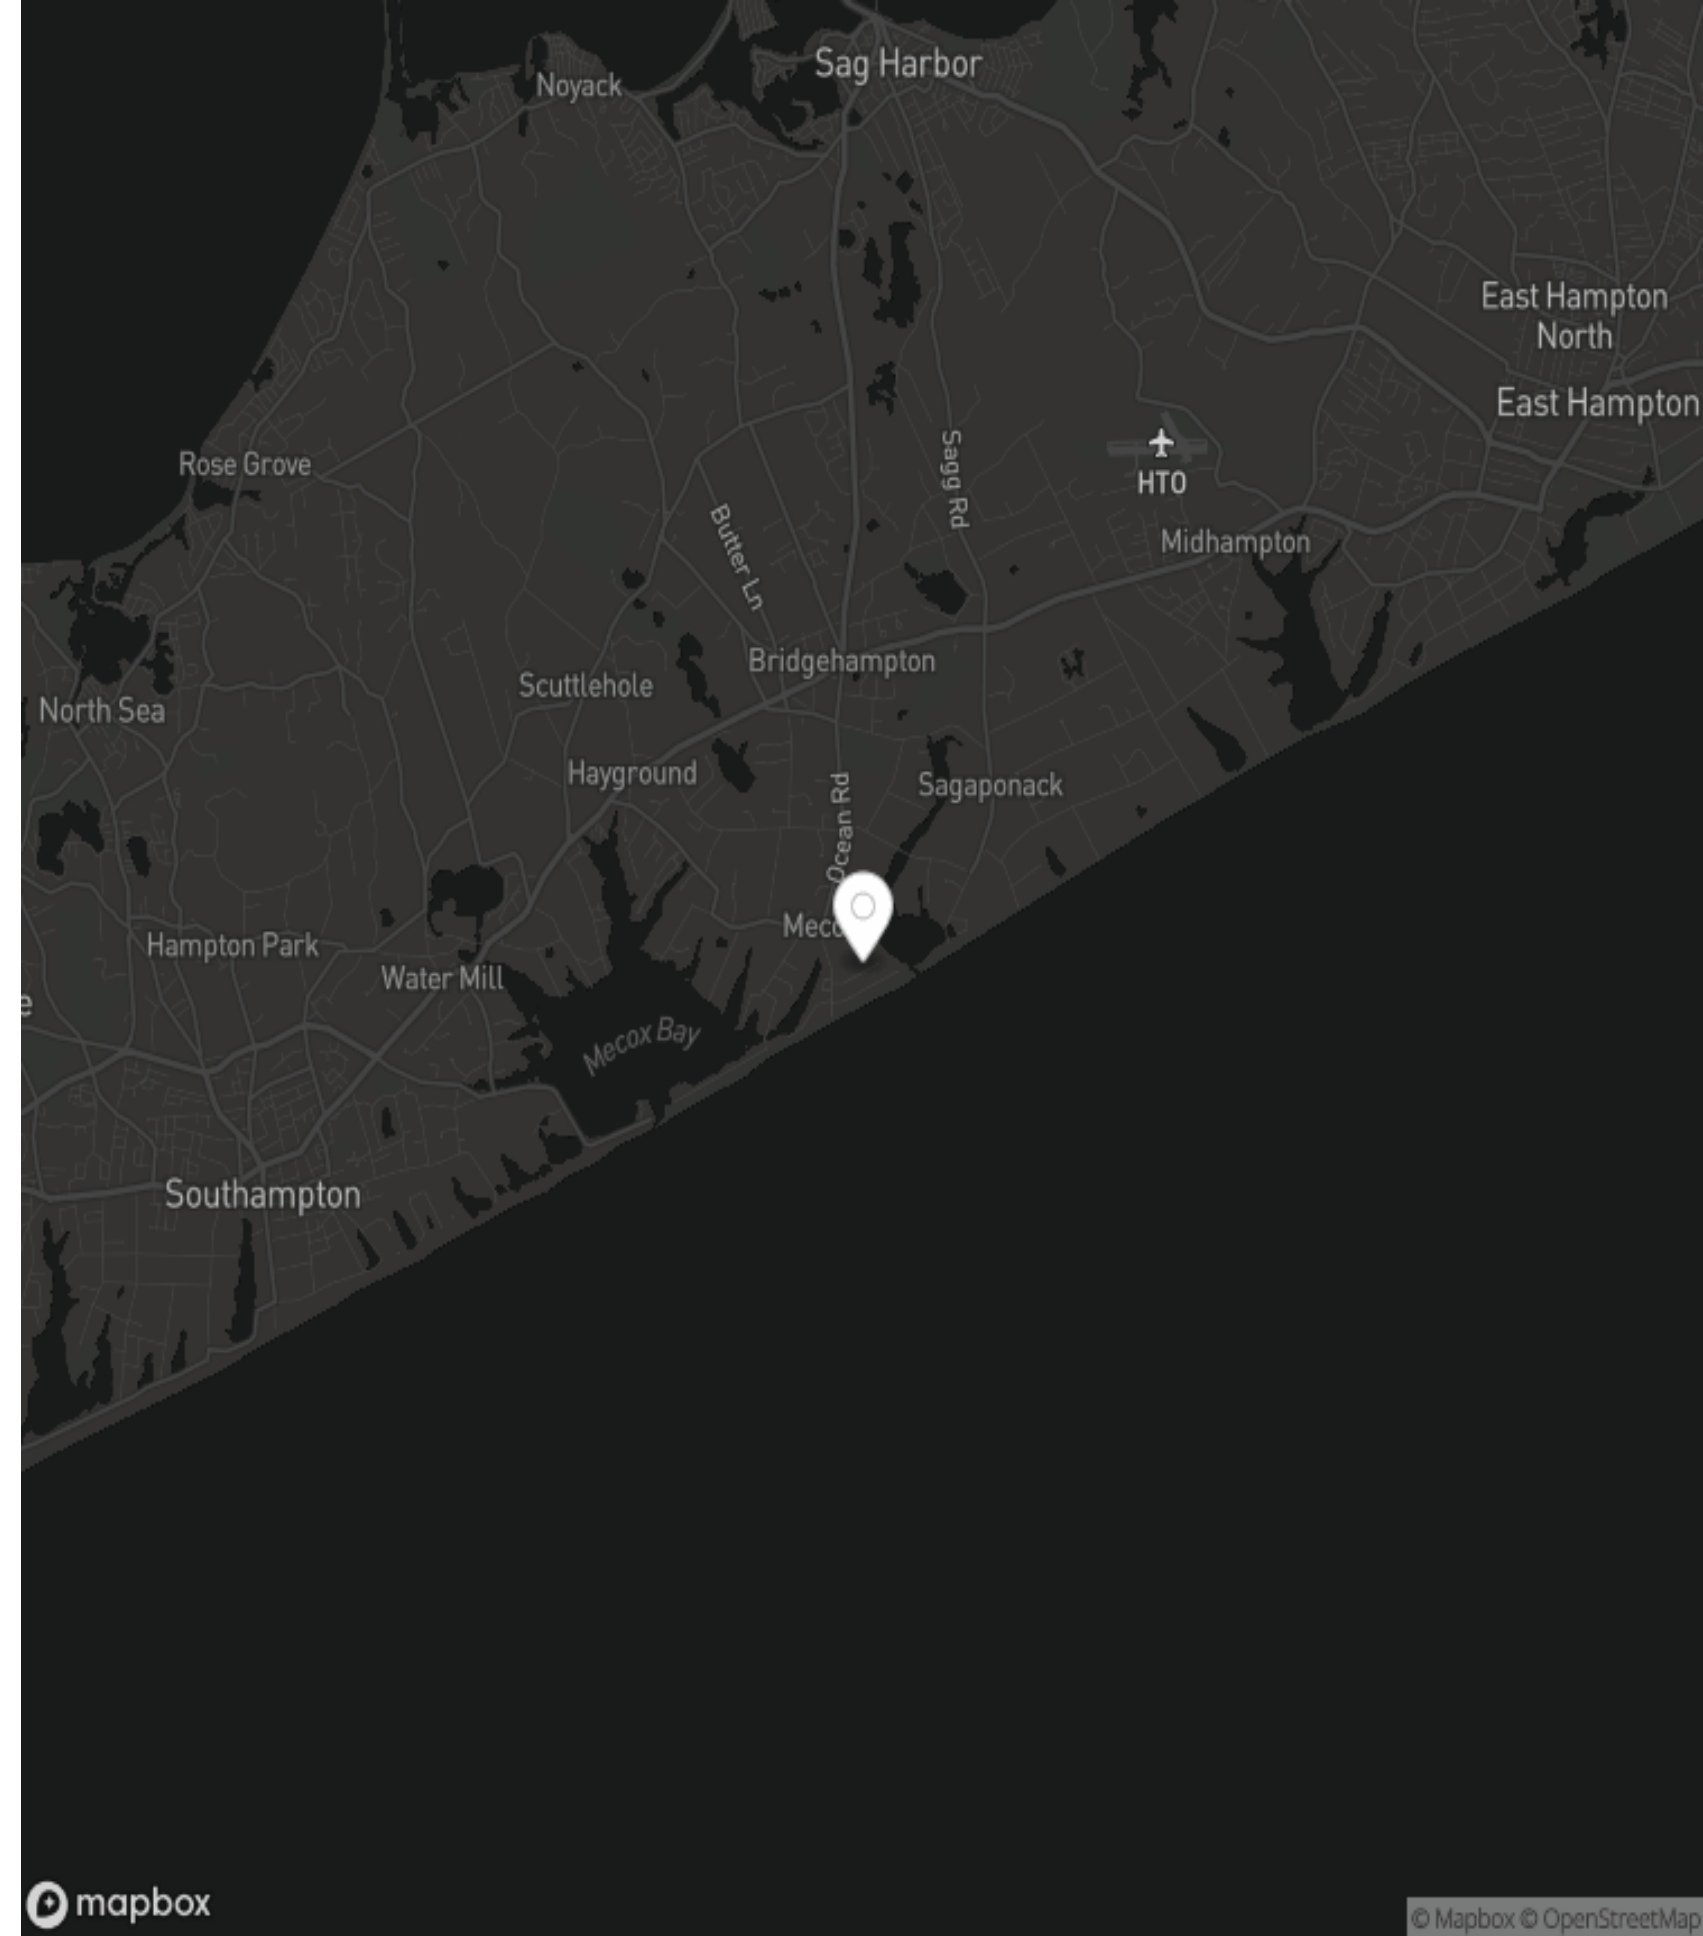 Sag Harbor
Noyack
East Hampton
North
East Hampton
Sagg Rd
Rose Grove
HTO
Butter Ln
Midhampton
Bridgehampton
Scuttlehole
North Sea
Hayground
Sagaponack
Ocean Rd
Meco
Hampton Park
Water Mill
e
Mecox Bay
Southampton
mapbox
© Mapbox © OpenStreetMap